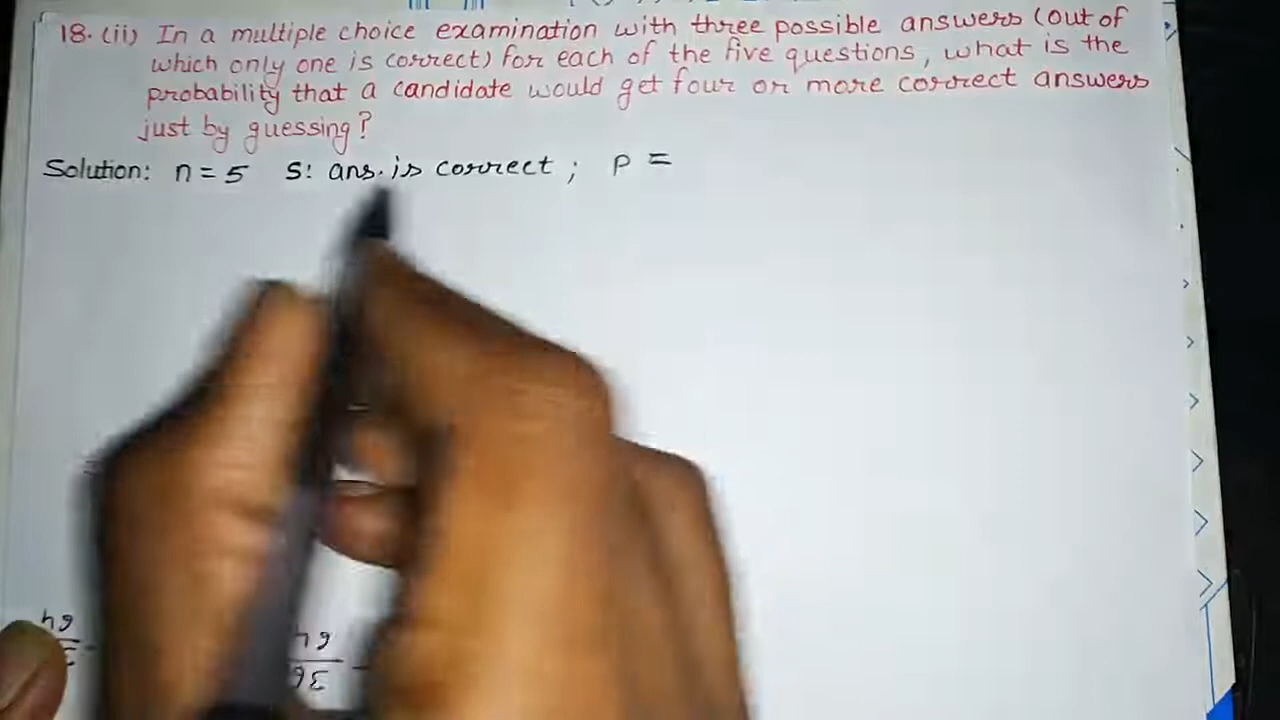 18. (ii) In a multiple choice examination with three possible answers (out of
which only one is correct) for each of the five questions, what is the
probability that a candidate would get four or more correct answers
just by guessing?
Solution: n = 5 S: ans. is correct ; p =